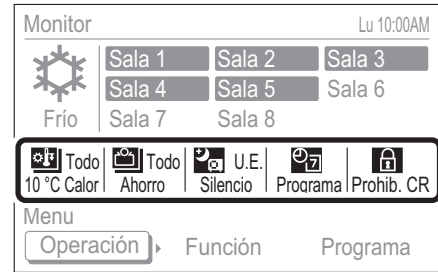 Monitor Lu 10:00AM
Sala 1 Sala 2 Sala 3
Sala 4 Sala 5 Sala 6
Frío Sala 7 Sala 8
Todo Todo U.E. 7
10 °C Calor Ahorro Silencio Programa Prohib. CR
Menu
Operación Función Programa